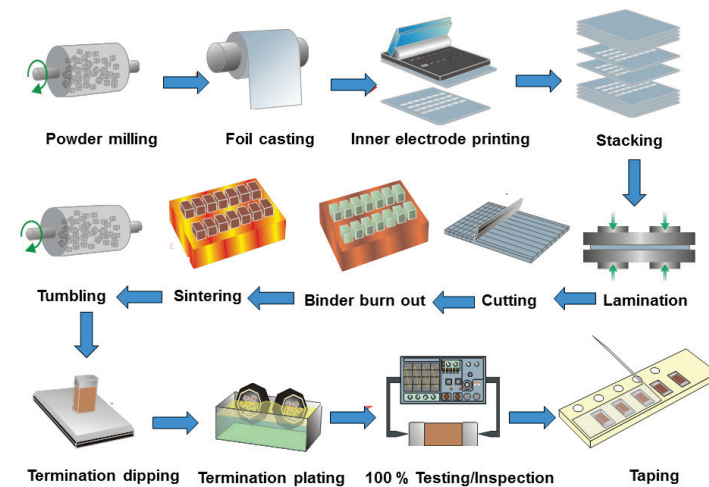 Powder milling
Foil casting
Inner electrode printing
Stacking
Tumbling
Sintering
Binder burn out
Cutting
Lamination
Termination dipping
Termination plating
100 % Testing/Inspection
Taping